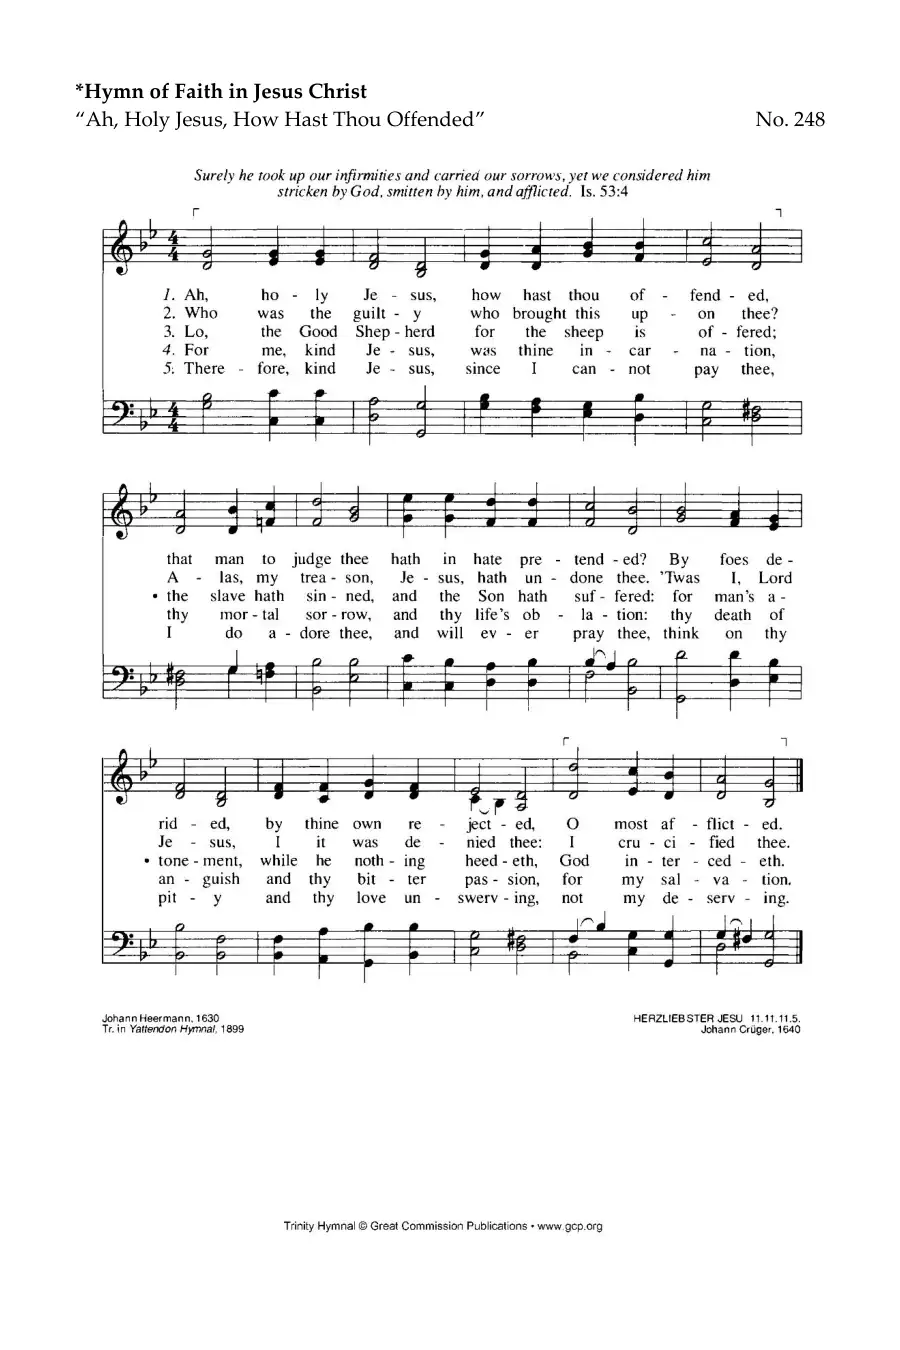 *Hymn of Faith in Jesus Christ
“Ah, Holy Jesus, How Hast Thou Offended” No. 248
Surely he took up our infirmities and carried our sorrows, yet we considered him
stricken by God, smitten by him, and afflicted. Is. 53:4
1. Ah, ho - ly Je - sus, how hast thou of - fend - ed,
2. Who was the guilt - y who brought this up - on thee?
3. Lo, the Good Shep - herd for the sheep is of - fered;
4. For me, kind Je - sus, was thine in - car - na - tion,
5. There - fore, kind Je - sus, since I can - not pay thee,
that man to judge thee hath in hate pre - tend - ed? By foes de -
A - las, my trea - son, Je - sus, hath un - done thee. ’Twas I, Lord
• the slave hath sin - ned, and the Son hath suf - fered: for man’s a -
thy mor - tal sor - row, and thy life’s ob - la - tion: thy death of
I do a - dore thee, and will ev - er pray thee, think on thy
rid - ed, by thine own re - ject - ed, O most af - flict - ed.
Je - sus, I it was de - nied thee: I cru - ci - fied thee.
• tone - ment, while he noth - ing heed - eth, God in - ter - ced - eth.
an - guish and thy bit - ter pas - sion, for my sal - va - tion.
pit - y and thy love un - swerv - ing, not my de - serv - ing.
Johann Heermann, 1630 HERZLIEBSTER JESU 11.11.11.5.
Tr. in Yattendon Hymnal, 1899 Johann Crüger, 1640
Trinity Hymnal © Great Commission Publications • www.gcp.org